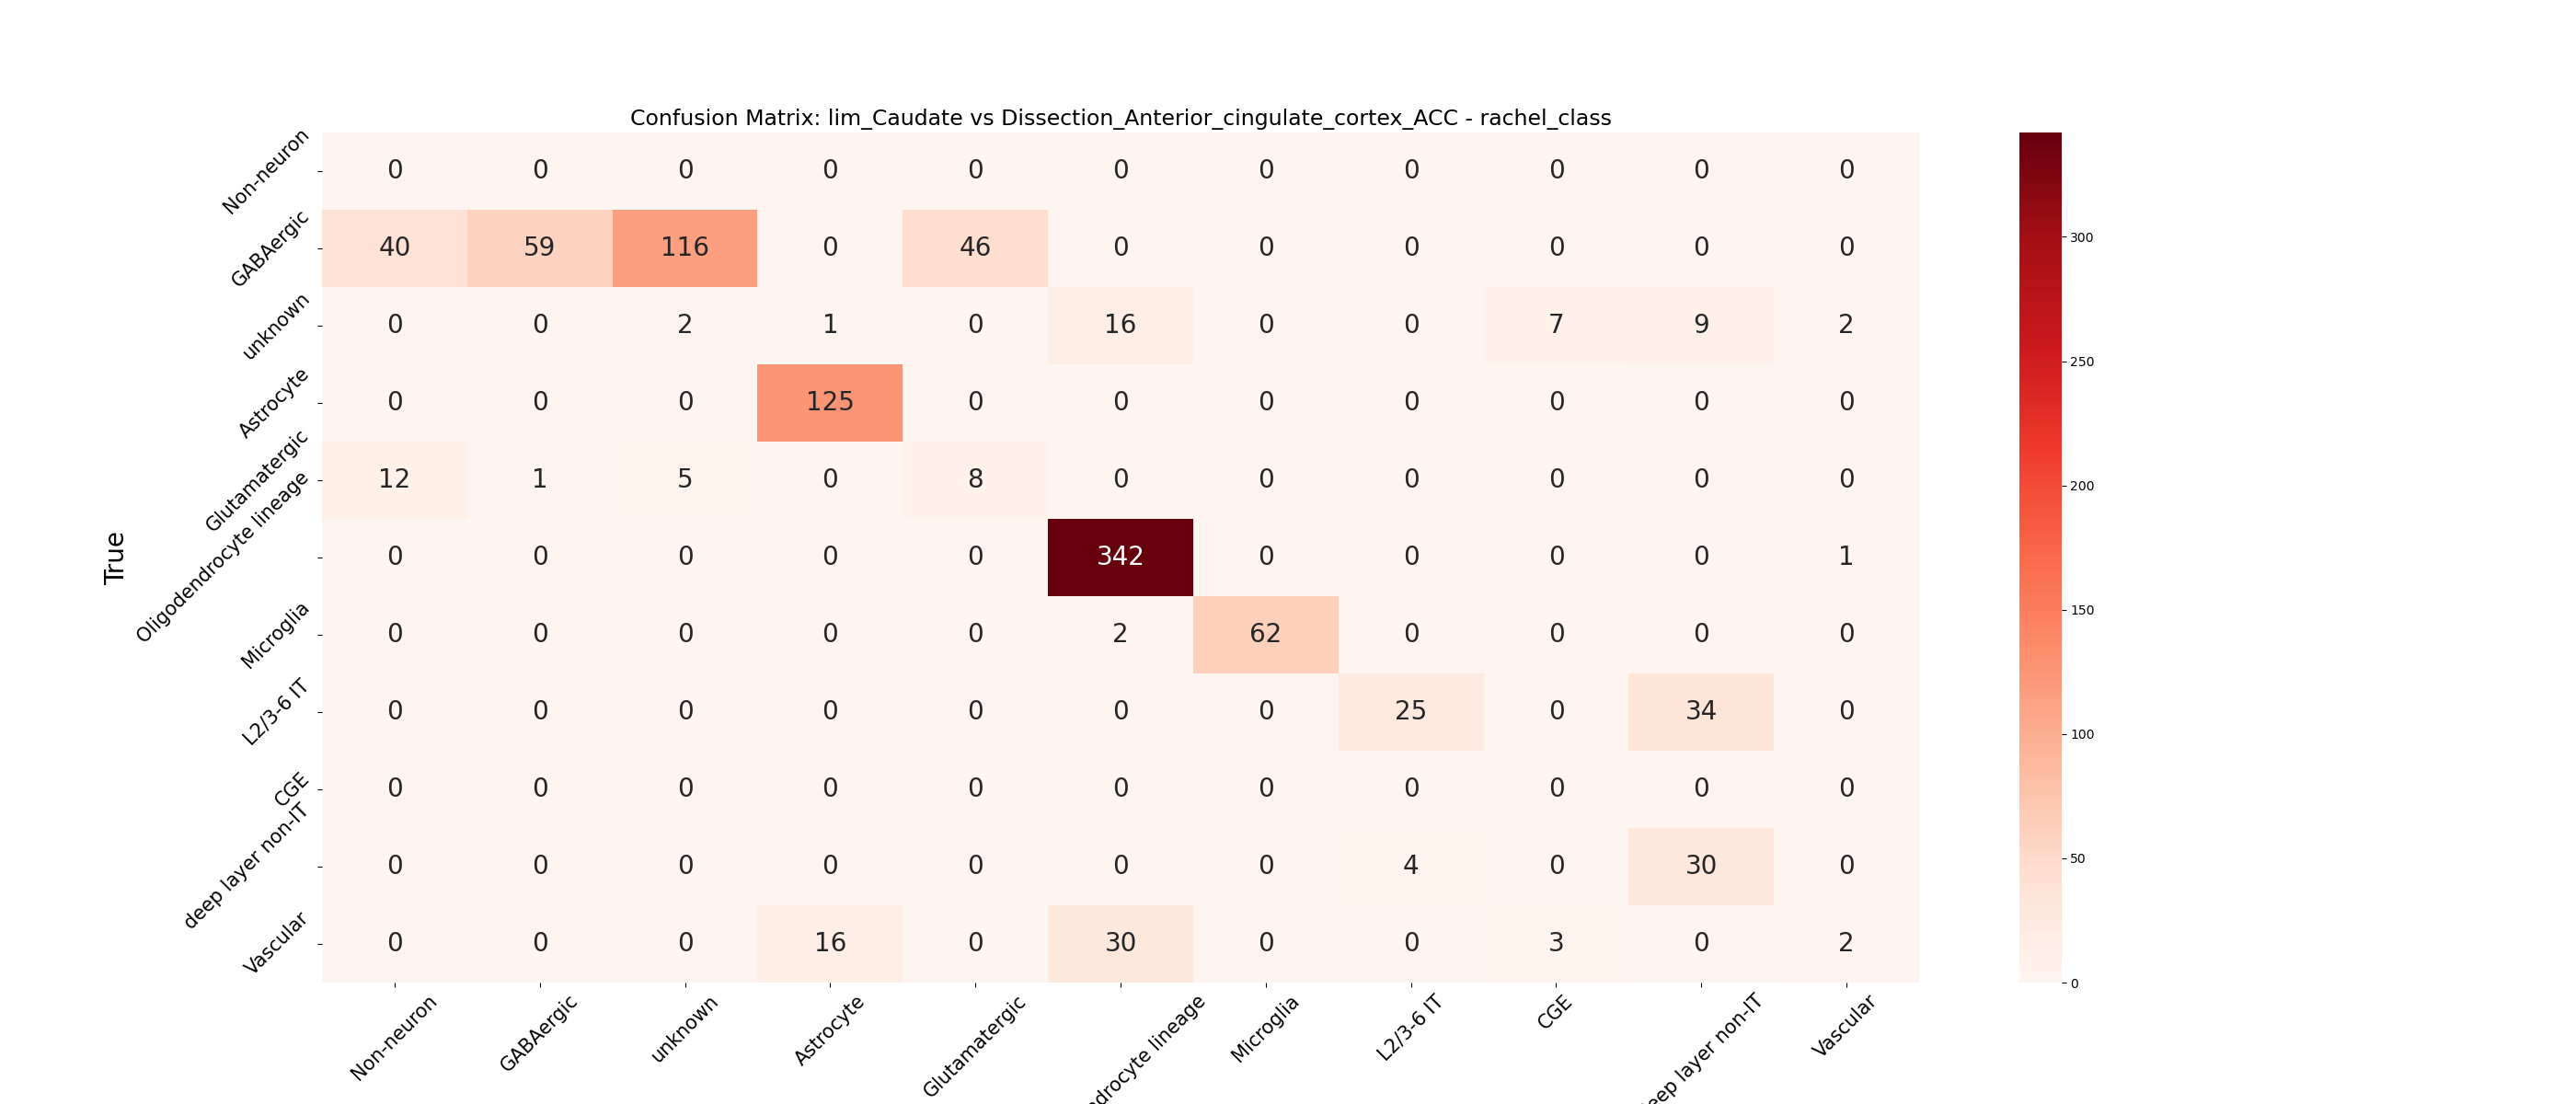 Confusion Matrix: lim_Caudate vs Dissection_Anterior_cingulate_cortex_ACC - rachel_class
True
Non-neuron 0 0 0 0 0 0 0 0 0 0 0
GABAergic 40 59 116 0 46 0 0 0 0 0 0
unknown 0 0 2 1 0 16 0 0 7 9 2
Astrocyte 0 0 0 125 0 0 0 0 0 0 0
Glutamatergic 12 1 5 0 8 0 0 0 0 0 0
Oligodendrocyte lineage 0 0 0 0 0 342 0 0 0 0 1
Microglia 0 0 0 0 0 2 62 0 0 0 0
L2/3-6 IT 0 0 0 0 0 0 0 25 0 34 0
CGE 0 0 0 0 0 0 0 0 0 0 0
deep layer non-IT 0 0 0 0 0 0 0 4 0 30 0
Vascular 0 0 0 16 0 30 0 0 3 0 2
Non-neuron GABAergic unknown Astrocyte Glutamatergic lineage Microglia L2/3-6 IT CGE layer non-IT Vascular
300
250
200
150
100
50
0